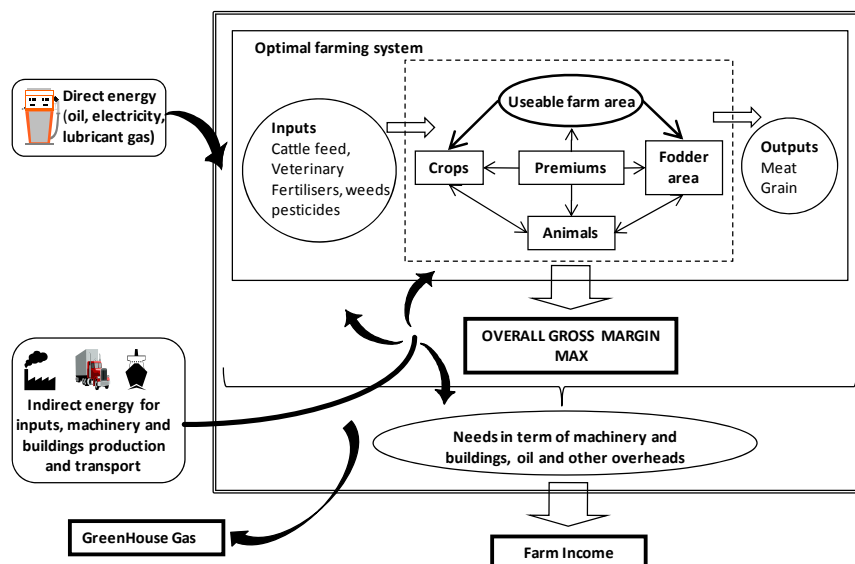 Optimal farming system
Direct energy
(oil, electricity,
lubricant gas)
Inputs
Cattle feed,
Veterinary
Fertilisers, weeds
pesticides
Useable farm area
Crops
Premiums
Fodder
area
Animals
Outputs
Meat
Grain
OVERALL GROSS MARGIN
MAX
Indirect energy for
inputs, machinery and
buildings production
and transport
Needs in term of machinery and
buildings, oil and other overheads
GreenHouse Gas
Farm Income